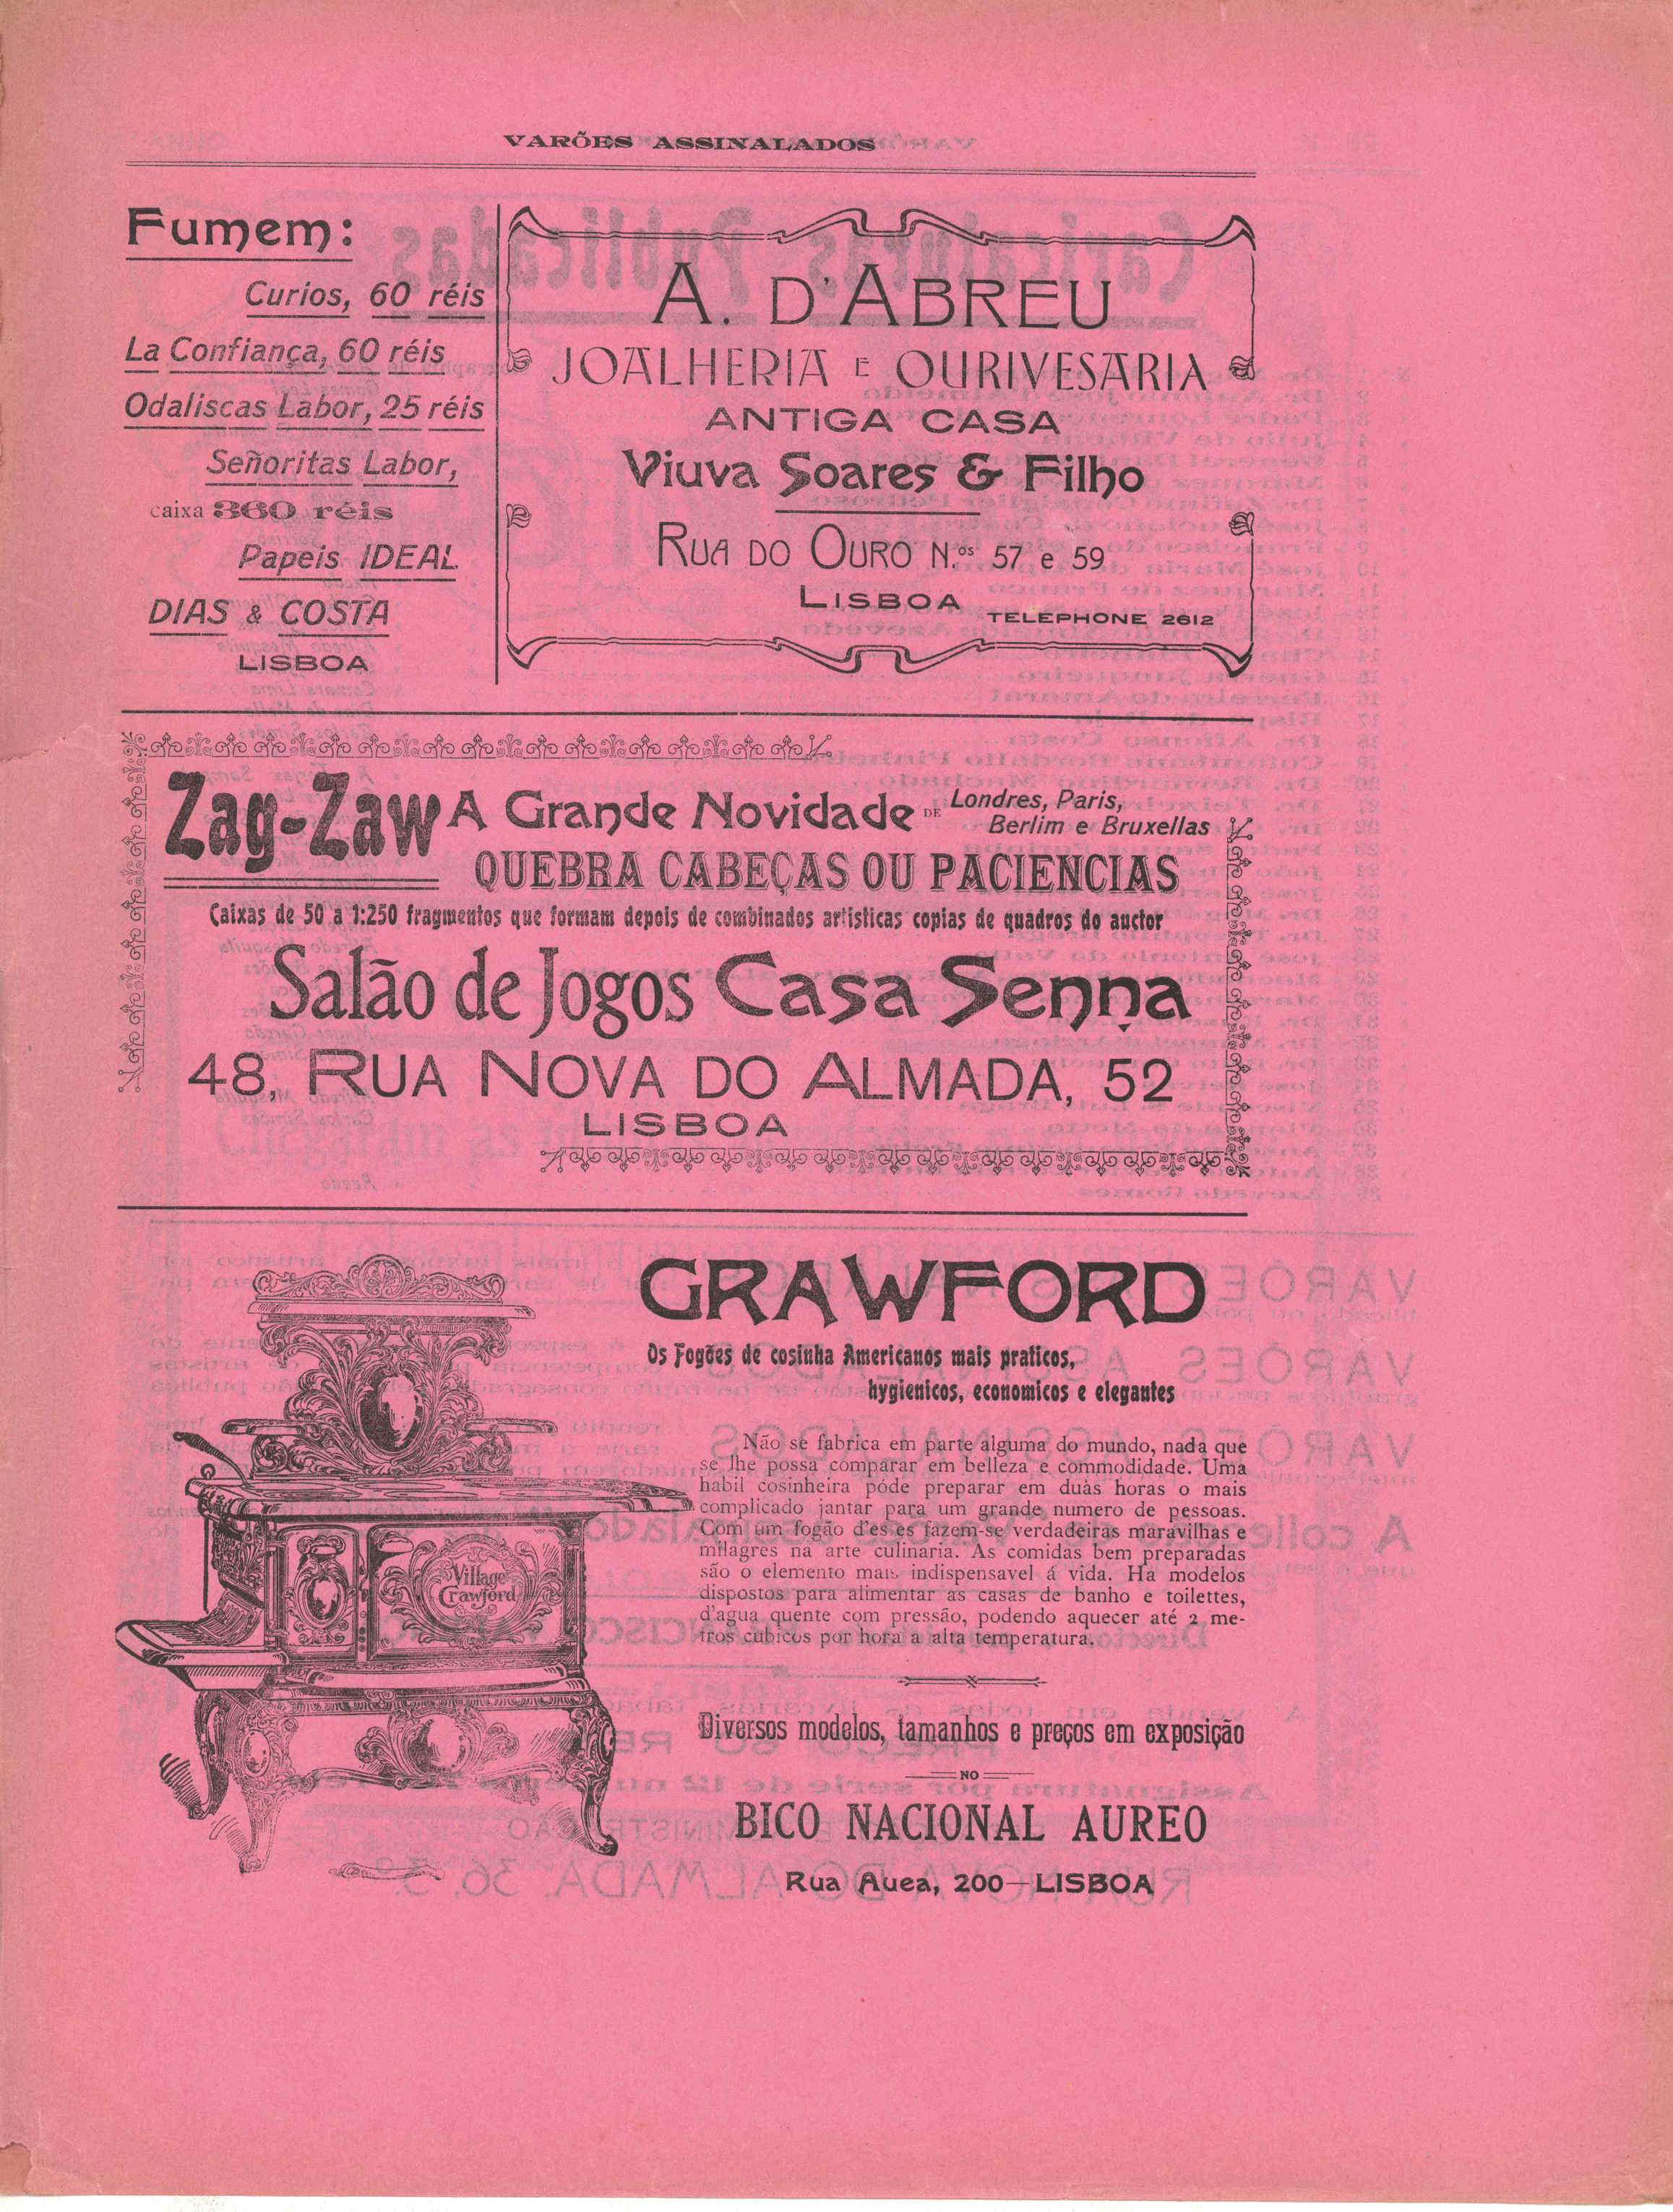 VARÕES ASSINALADOS
Fumem:
Curios, 60 réis
La Confiança, 60 réis
Odaliscas Labor, 25 réis
Señoritas Labor,
caixa 360 réis
Papeis IDEAL
DIAS & COSTA
LISBOA
A. D'ABREU
JOALHERIA E OURIVESARIA
ANTIGA CASA
Viuva Soares & Filho
RUA DO OURO N.os 57 e 59
LISBOA
TELEPHONE 2612
Zag-Zaw A Grande Novidade DE Londres, Paris,
Berlim e Bruxellas
QUEBRA CABEÇAS OU PACIENCIAS
Caixas de 50 a 1:250 fragmentos que formam depois de combinados artisticas copias de quadros do auctor
Salão de Jogos Casa Senna
48, RUA NOVA DO ALMADA, 52
LISBOA
GRAWFORD
Os Fogões de cosinha Americanos mais praticos,
hygienicos, economicos e elegantes
Não se fabrica em parte alguma do mundo, nada que
se lhe possa comparar em belleza e commodidade. Uma
habil cosinheira póde preparar em duas horas o mais
complicado jantar para um grande numero de pessoas.
Com um fogão d'es es fazem-se verdadeiras maravilhas e
milagres na arte culinaria. As comidas bem preparadas
são o elemento mais indispensavel á vida. Ha modelos
dispostos para alimentar as casas de banho e toilettes,
d'agua quente com pressão, podendo aquecer até 2 me-
tros cubicos por hora a alta temperatura.
Village
Crawford
Diversos modelos, tamanhos e preços em exposição
NO
BICO NACIONAL AUREO
Rua Auea, 200—LISBOA